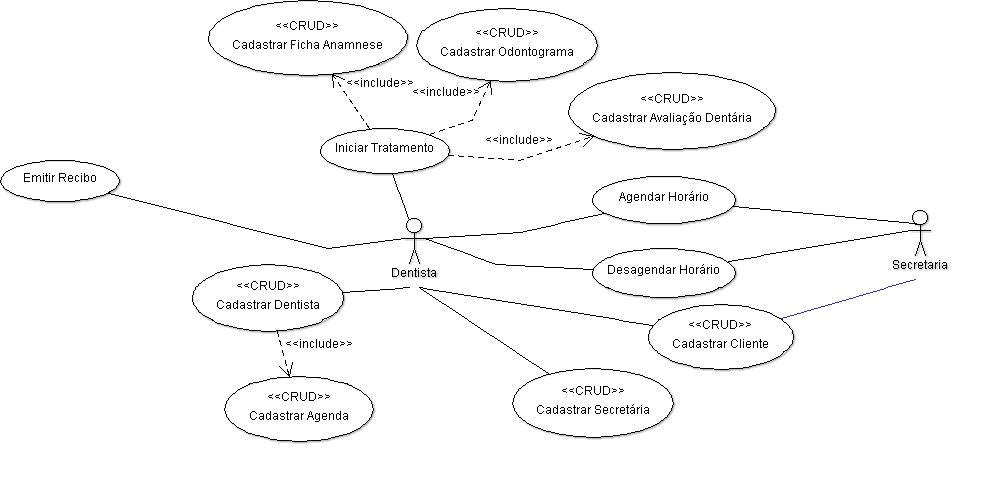 <<CRUD>>
Cadastrar Ficha Anamnese
<<CRUD>>
Cadastrar Odontograma
<<include>>
<<include>>
<<CRUD>>
Cadastrar Avaliação Dentária
<<include>>
Iniciar Tratamento
Emitir Recibo
Agendar Horário
Dentista
Desagendar Horário
Secretaria
<<CRUD>>
Cadastrar Dentista
<<CRUD>>
Cadastrar Cliente
<<include>>
<<CRUD>>
Cadastrar Agenda
<<CRUD>>
Cadastrar Secretária